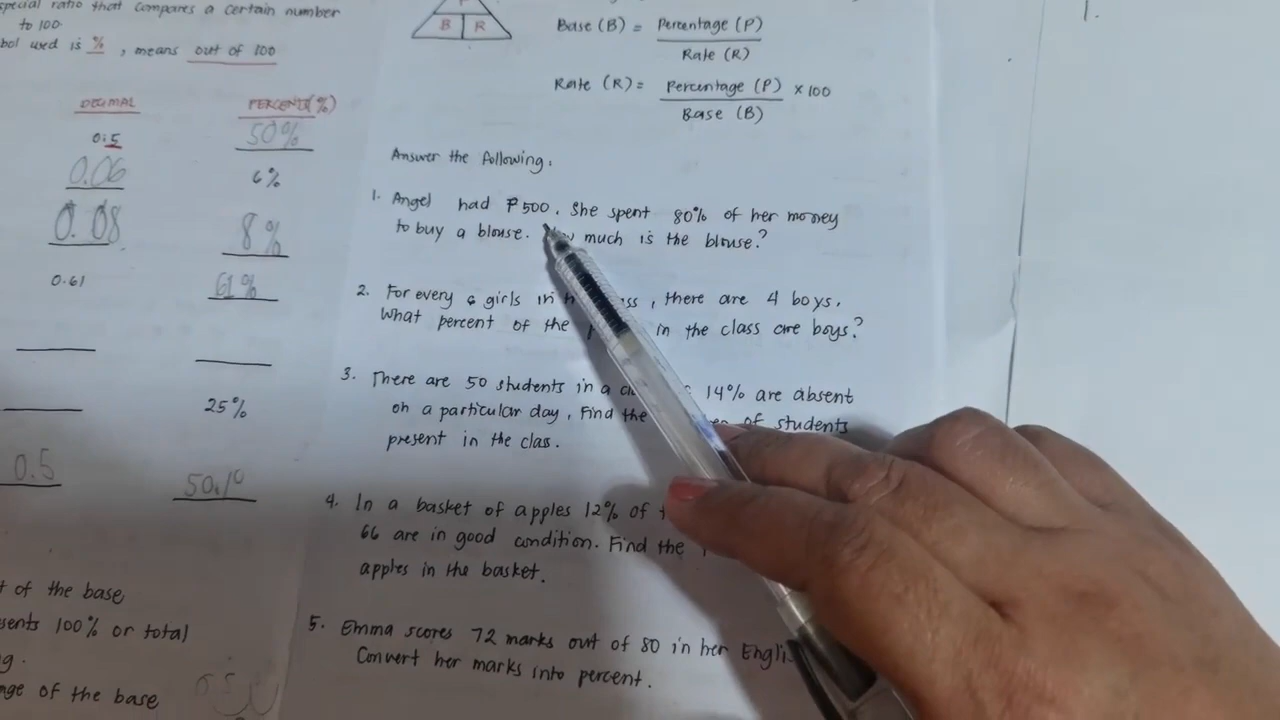 special ratio that compares a certain number
to 100
used is %, means out of 100
DECIMAL PERCENT (%)
0.5 50%
0.06 6%
0.08 8%
0.61 61%
25%
0.5
of the base
100% or total
of the base
P
B R
Base (B) = Percentage (P)
Rate (R)
Rate (R) = Percentage (P) × 100
Base (B)
Answer the following:
1. Angel had ₱500. She spent 80% of her money
to buy a blouse. How much is the blouse?
2. For every 6 girls in, there are 4 boys.
What percent of the in the class are boys?
3. There are 50 students in a 14% are absent
on a particular day, Find the of students
present in the class.
4. In a basket of apples 12% of
66 are in good condition. Find the
apples in the basket.
5. Emma scores 72 marks out of 80 in her
Convert her marks into percent.